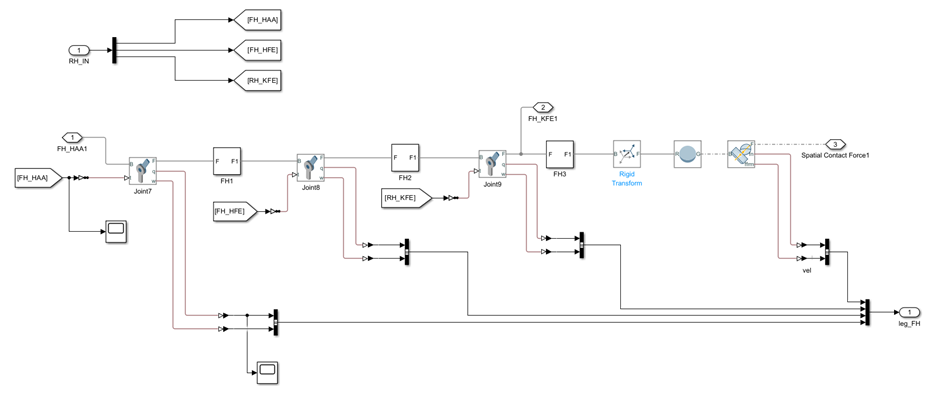 [FH_HAA]
1
RH_IN
[FH_HFE]
[RH_KFE]
1
FH_HAA1
2
FH_KFE1
3
Spatial Contact Force1
[FH_HAA]
B
F
q
w
Joint7
F F1
FH1
B
F
q
w
Joint8
F F1
FH2
B
F
q
w
Joint9
F F1
FH3
B F
Rigid
Transform
R
[FH_HFE]
[RH_KFE]
vel
1
leg_FH